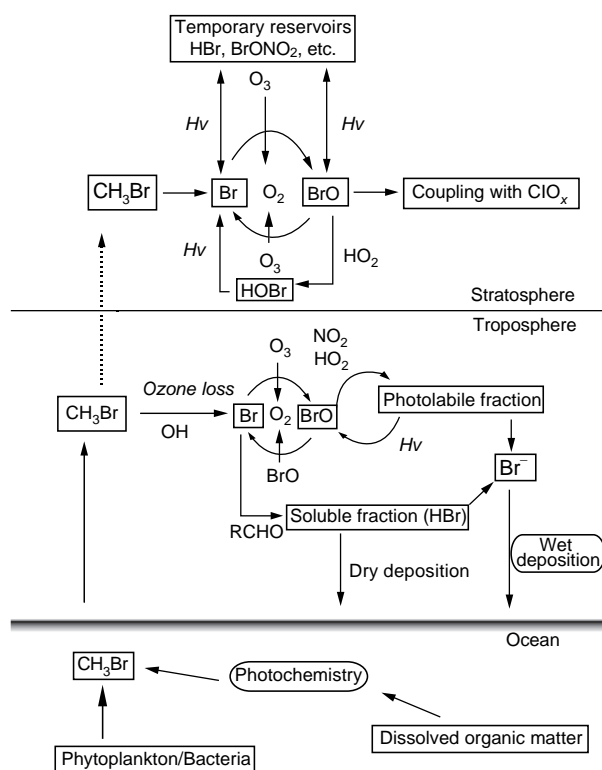 Temporary reservoirs
HBr, BrONO₂, etc.
O₃
Hv
Hv
CH₃Br
Br
O₂
BrO
Coupling with ClOₓ
Hv
O₃
HO₂
HOBr
Stratosphere
Troposphere
NO₂
HO₂
O₃
Ozone loss
CH₃Br
OH
Br
O₂
BrO
Photolabile fraction
Hv
BrO
Br⁻
RCHO
Soluble fraction (HBr)
Wet
deposition
Dry deposition
Ocean
CH₃Br
Photochemistry
Dissolved organic matter
Phytoplankton/Bacteria